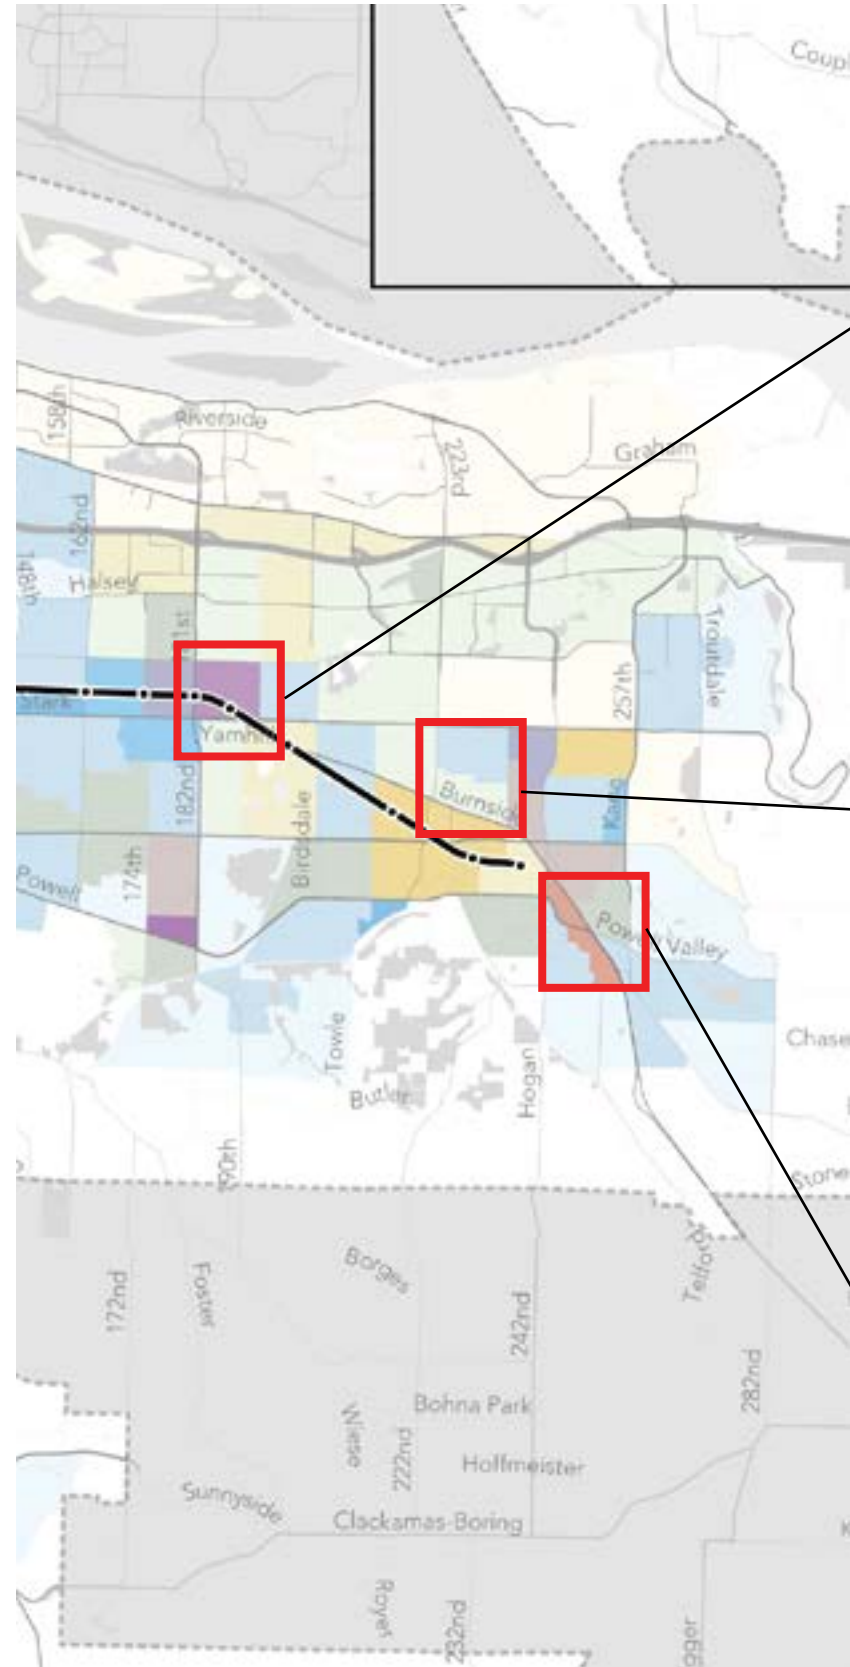 Coupl
158th
Riverside
223rd
Graham
162nd
148th
Halsey
181st
Troutdale
257th
Stark
Yamhill
182nd
Burnside
Kane
Birdsdale
174th
Powell
Powell Valley
Towle
Chase
Hogan
Butler
190th
Stone
Telford
Borges
Foster
172nd
242nd
282nd
Bohna Park
Wiese
222nd
Hoffmeister
Sunnyside
Clackamas-Boring
K
Royer
232nd
gger